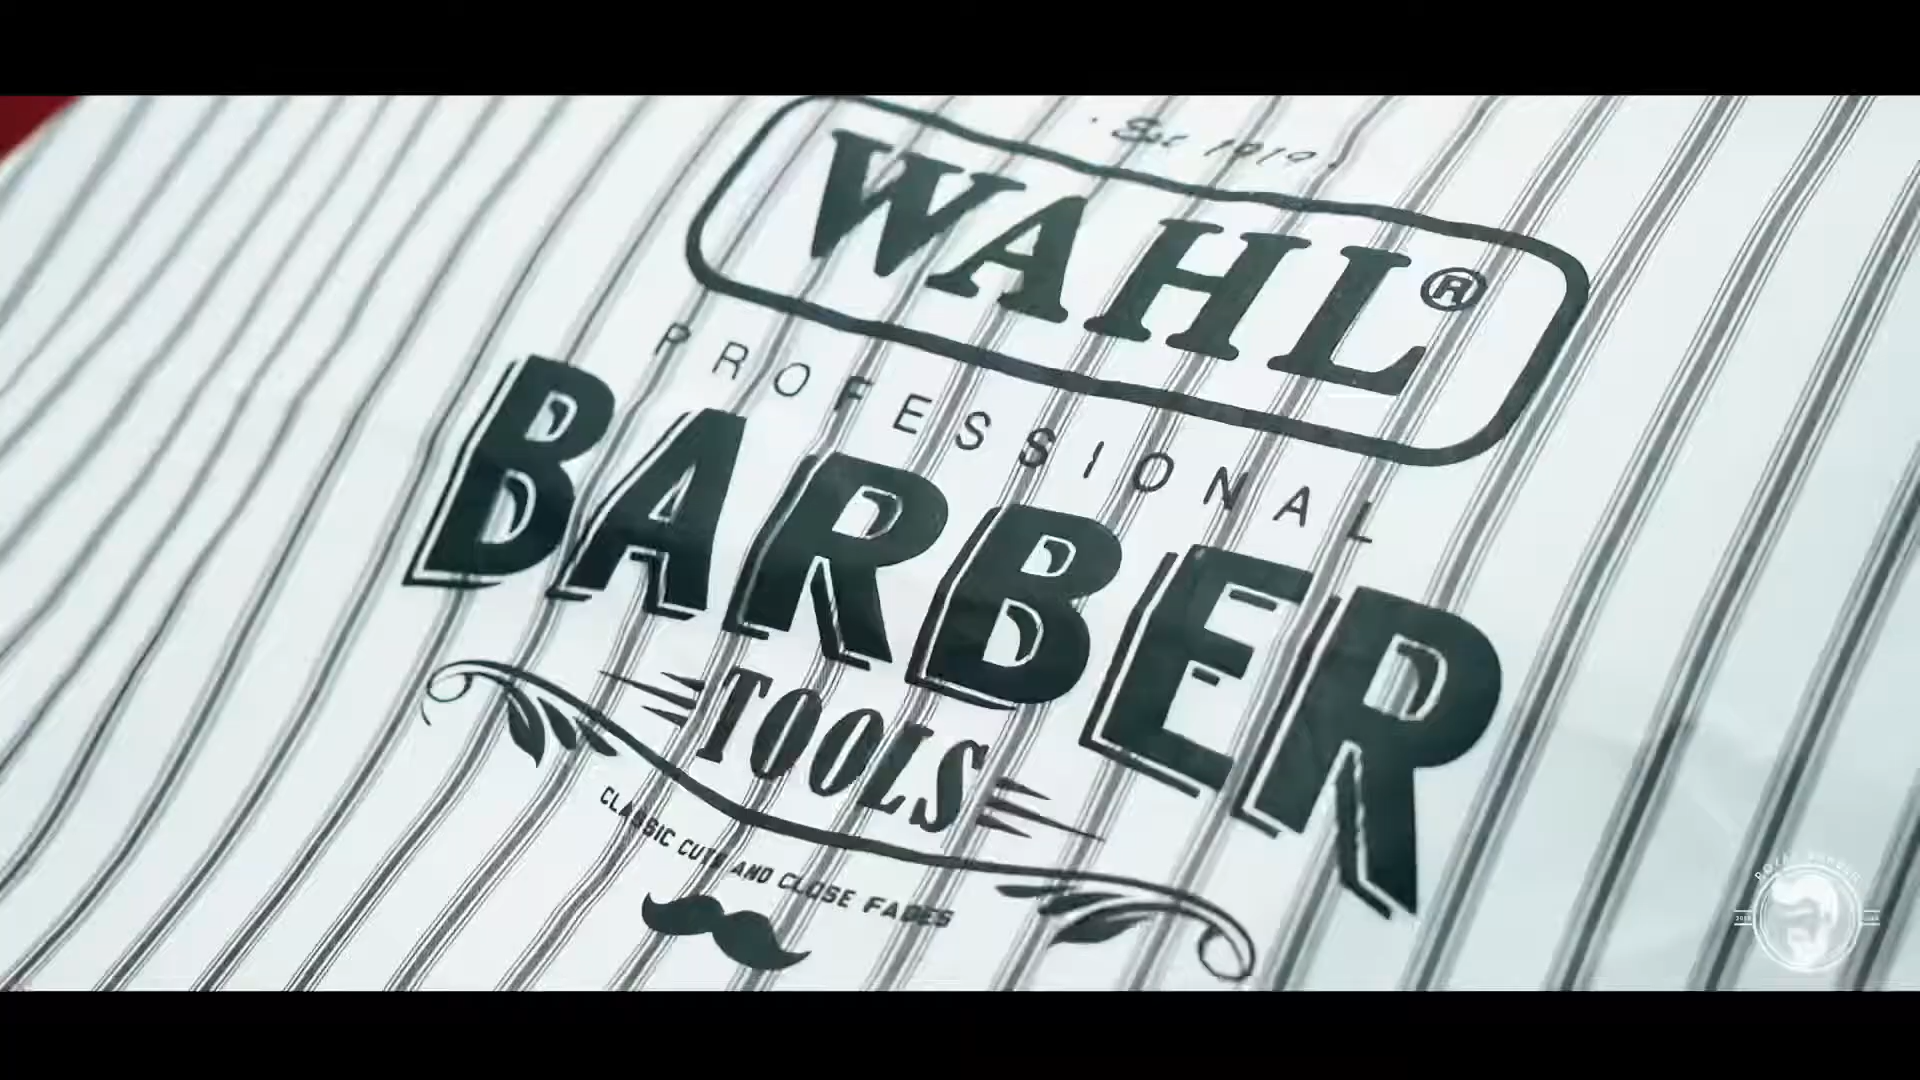 Est 1919
WAHL®
PROFESSIONAL
BARBER
TOOLS
CLASSIC CUTS AND CLOSE FADES